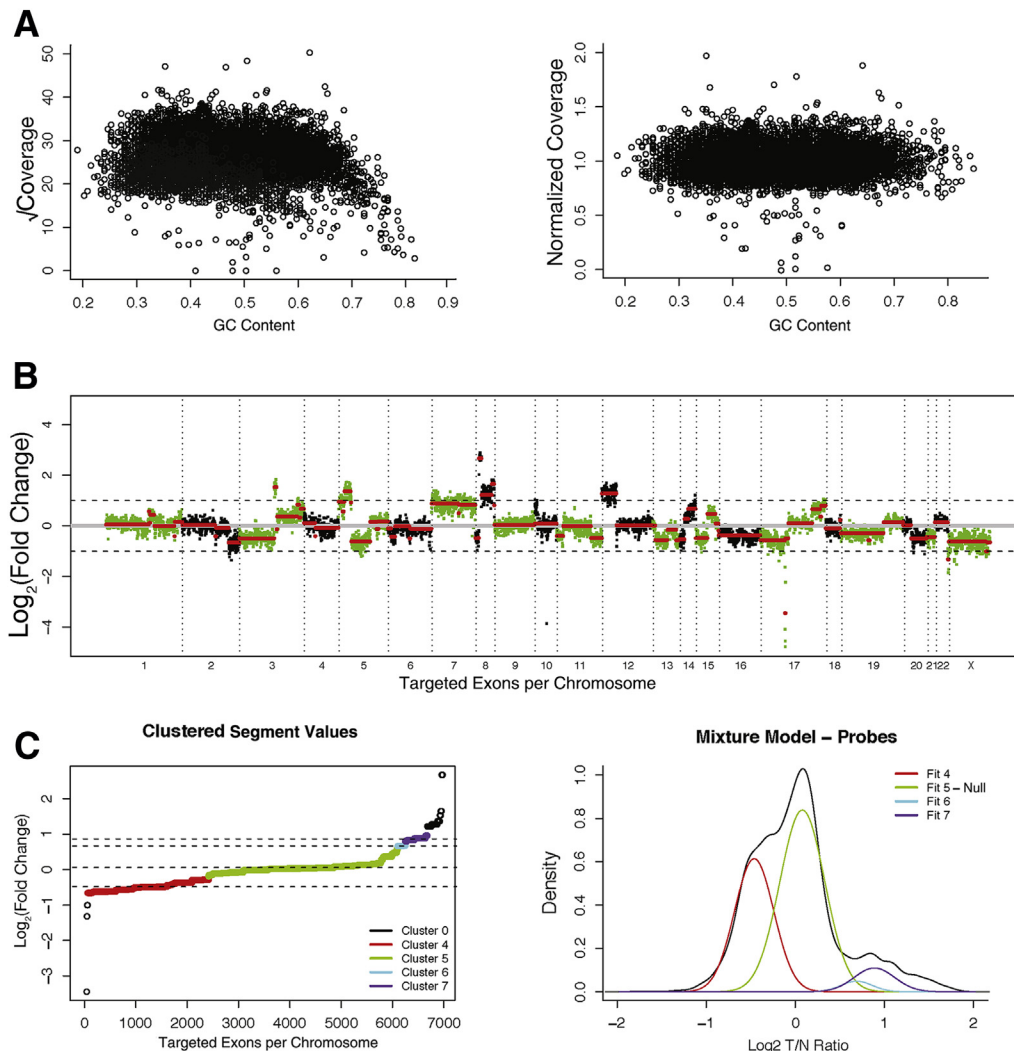 A
√Coverage
50
40
30
20
10
0
0.2 0.3 0.4 0.5 0.6 0.7 0.8 0.9
GC Content
Normalized Coverage
2.0
1.5
1.0
0.5
0.0
0.2 0.3 0.4 0.5 0.6 0.7 0.8
GC Content
B
Log2(Fold Change)
4
2
0
−2
−4
1 2 3 4 5 6 7 8 9 10 11 12 13 14 15 16 17 18 19 20 21 22 X
Targeted Exons per Chromosome
C
Clustered Segment Values
Log2(Fold Change)
2
1
0
−1
−2
−3
Cluster 0
Cluster 4
Cluster 5
Cluster 6
Cluster 7
0 1000 2000 3000 4000 5000 6000 7000
Targeted Exons per Chromosome
Mixture Model – Probes
Density
1.0
0.8
0.6
0.4
0.2
0.0
Fit 4
Fit 5 – Null
Fit 6
Fit 7
−2 −1 0 1 2
Log2 T/N Ratio